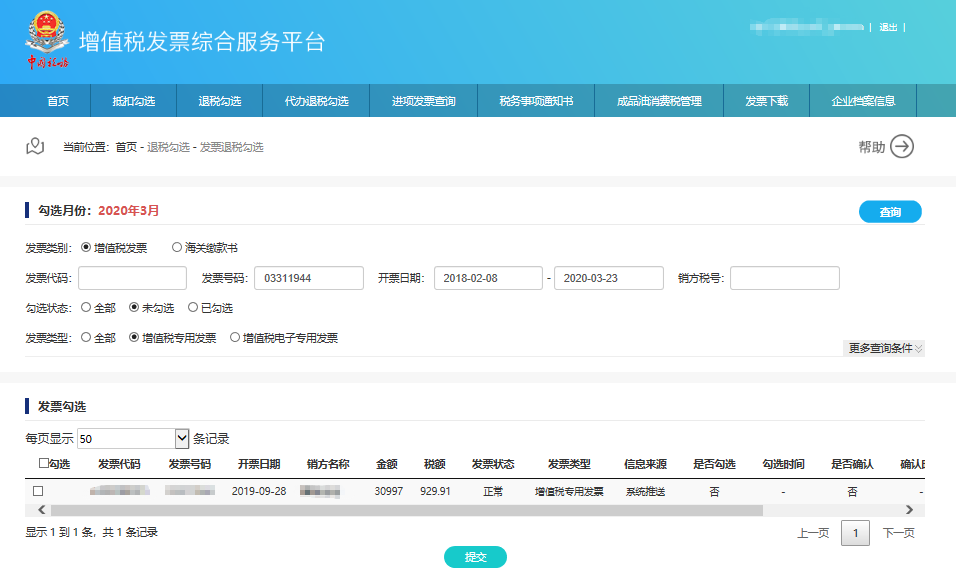 退出 |
中国税务
增值税发票综合服务平台
首页 抵扣勾选 退税勾选 代办退税勾选 进项发票查询 税务事项通知书 成品油消费税管理 发票下载 企业档案信息
当前位置：首页 - 退税勾选 - 发票退税勾选
帮助
勾选月份：2020年3月
查询
发票类别： 增值税发票 海关缴款书
发票代码： 发票号码： 03311944 开票日期： 2018-02-08 - 2020-03-23 销方税号：
勾选状态： 全部 未勾选 已勾选
发票类型： 全部 增值税专用发票 增值税电子专用发票
更多查询条件
发票勾选
每页显示 50 条记录
勾选 发票代码 发票号码 开票日期 销方名称 金额 税额 发票状态 发票类型 信息来源 是否勾选 勾选时间 是否确认 确认
2019-09-28 30997 929.91 正常 增值税专用发票 系统推送 否 - 否 -
显示 1 到 1 条，共 1 条记录
上一页 1 下一页
提交